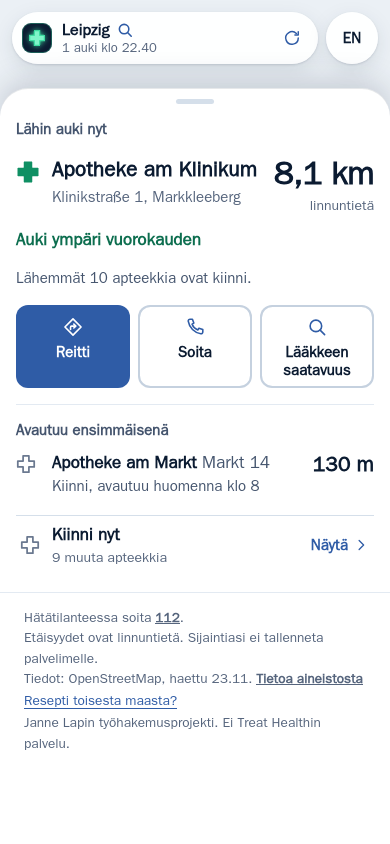 Leipzig
1 auki klo 22.40
EN
Lähin auki nyt
Apotheke am Klinikum
8,1 km
Klinikstraße 1, Markkleeberg
linnuntietä
Auki ympäri vuorokauden
Lähemmät 10 apteekkia ovat kiinni.
Reitti
Soita
Lääkkeen
saatavuus
Avautuu ensimmäisenä
Apotheke am Markt Markt 14
130 m
Kiinni, avautuu huomenna klo 8
Kiinni nyt
9 muuta apteekkia
Näytä
Hätätilanteessa soita 112.
Etäisyydet ovat linnuntietä. Sijaintiasi ei tallenneta
palvelimelle.
Tiedot: OpenStreetMap, haettu 23.11. Tietoa aineistosta
Resepti toisesta maasta?
Janne Lapin työhakemusprojekti. Ei Treat Healthin
palvelu.